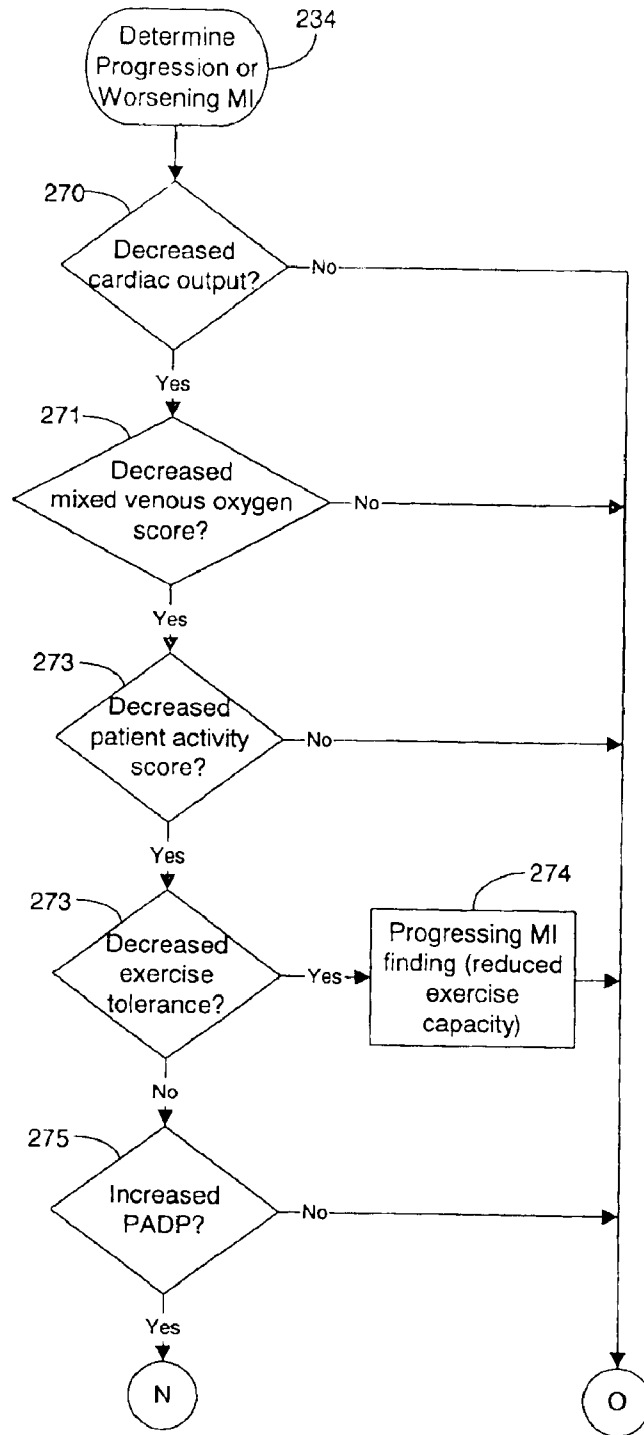 Determine
Progression or
Worsening MI
234
270
Decreased
cardiac output?
No
Yes
271
Decreased
mixed venous oxygen
score?
No
Yes
273
Decreased
patient activity
score?
No
Yes
273
Decreased
exercise
tolerance?
Yes
274
Progressing MI
finding (reduced
exercise
capacity)
No
275
Increased
PADP?
No
Yes
N
O